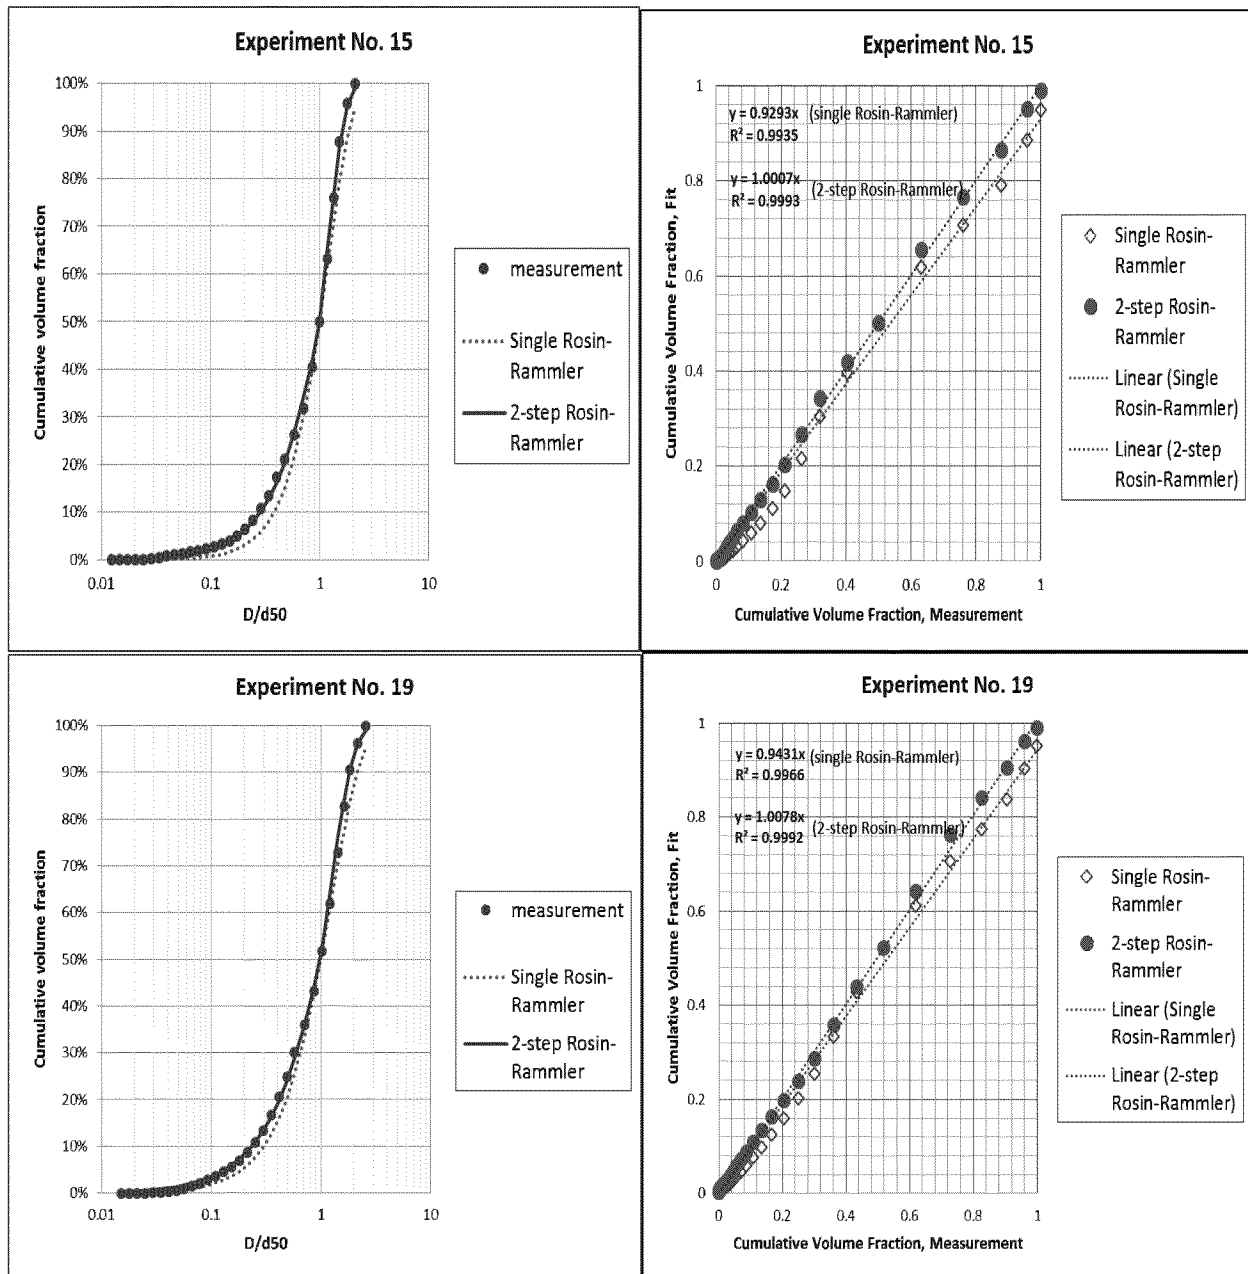 Experiment No. 15
Cumulative volume fraction
100%
90%
80%
70%
60%
50%
40%
30%
20%
10%
0%
0.01 0.1 1 10
D/d50
measurement
Single Rosin-
Rammler
2-step Rosin-
Rammler
Experiment No. 15
Cumulative Volume Fraction, Fit
1
0.8
0.6
0.4
0.2
0
y = 0.9293x (single Rosin-Rammler)
R² = 0.9935
y = 1.0007x (2-step Rosin-Rammler)
R² = 0.9993
0 0.2 0.4 0.6 0.8 1
Cumulative Volume Fraction, Measurement
Single Rosin-
Rammler
2-step Rosin-
Rammler
Linear (Single
Rosin-Rammler)
Linear (2-step
Rosin-Rammler)
Experiment No. 19
Cumulative volume fraction
100%
90%
80%
70%
60%
50%
40%
30%
20%
10%
0%
0.01 0.1 1 10
D/d50
measurement
Single Rosin-
Rammler
2-step Rosin-
Rammler
Experiment No. 19
Cumulative Volume Fraction, Fit
1
0.8
0.6
0.4
0.2
0
y = 0.9431x (single Rosin-Rammler)
R² = 0.9966
y = 1.0078x (2-step Rosin-Rammler)
R² = 0.9992
0 0.2 0.4 0.6 0.8 1
Cumulative Volume Fraction, Measurement
Single Rosin-
Rammler
2-step Rosin-
Rammler
Linear (Single
Rosin-Rammler)
Linear (2-step
Rosin-Rammler)